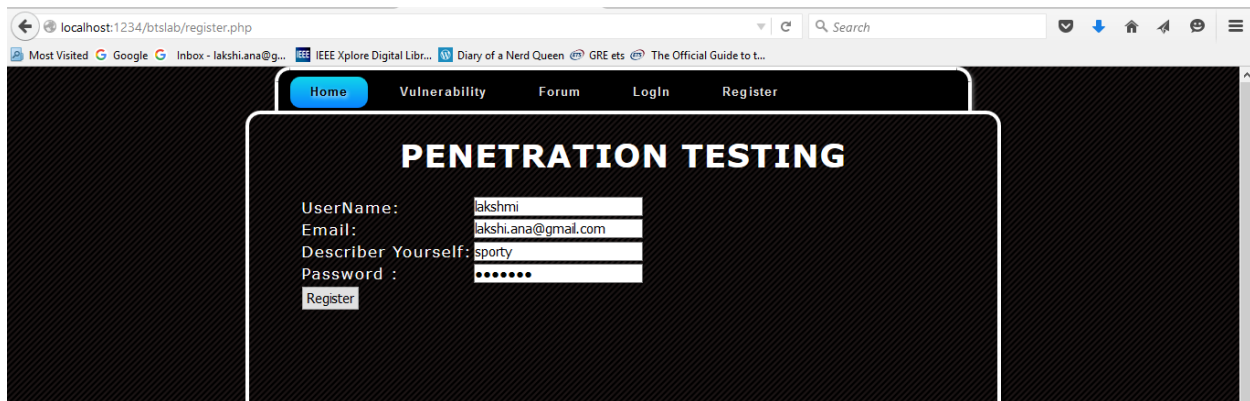 localhost:1234/btslab/register.php Search
Most Visited Google Inbox - lakshi.ana@g... IEEE Xplore Digital Libr... Diary of a Nerd Queen GRE ets The Official Guide to t...
Home Vulnerability Forum LogIn Register
PENETRATION TESTING
UserName: lakshmi
Email: lakshi.ana@gmail.com
Describer Yourself: sporty
Password : •••••••
Register